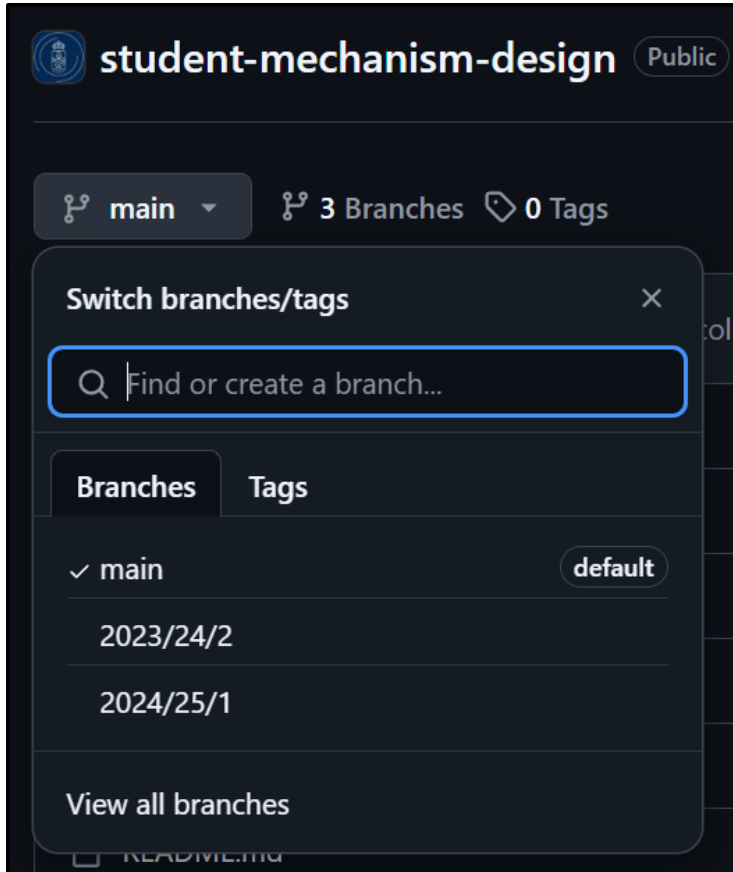 student-mechanism-design Public
main 3 Branches 0 Tags
Switch branches/tags
Find or create a branch...
Branches Tags
main default
2023/24/2
2024/25/1
View all branches
README.md